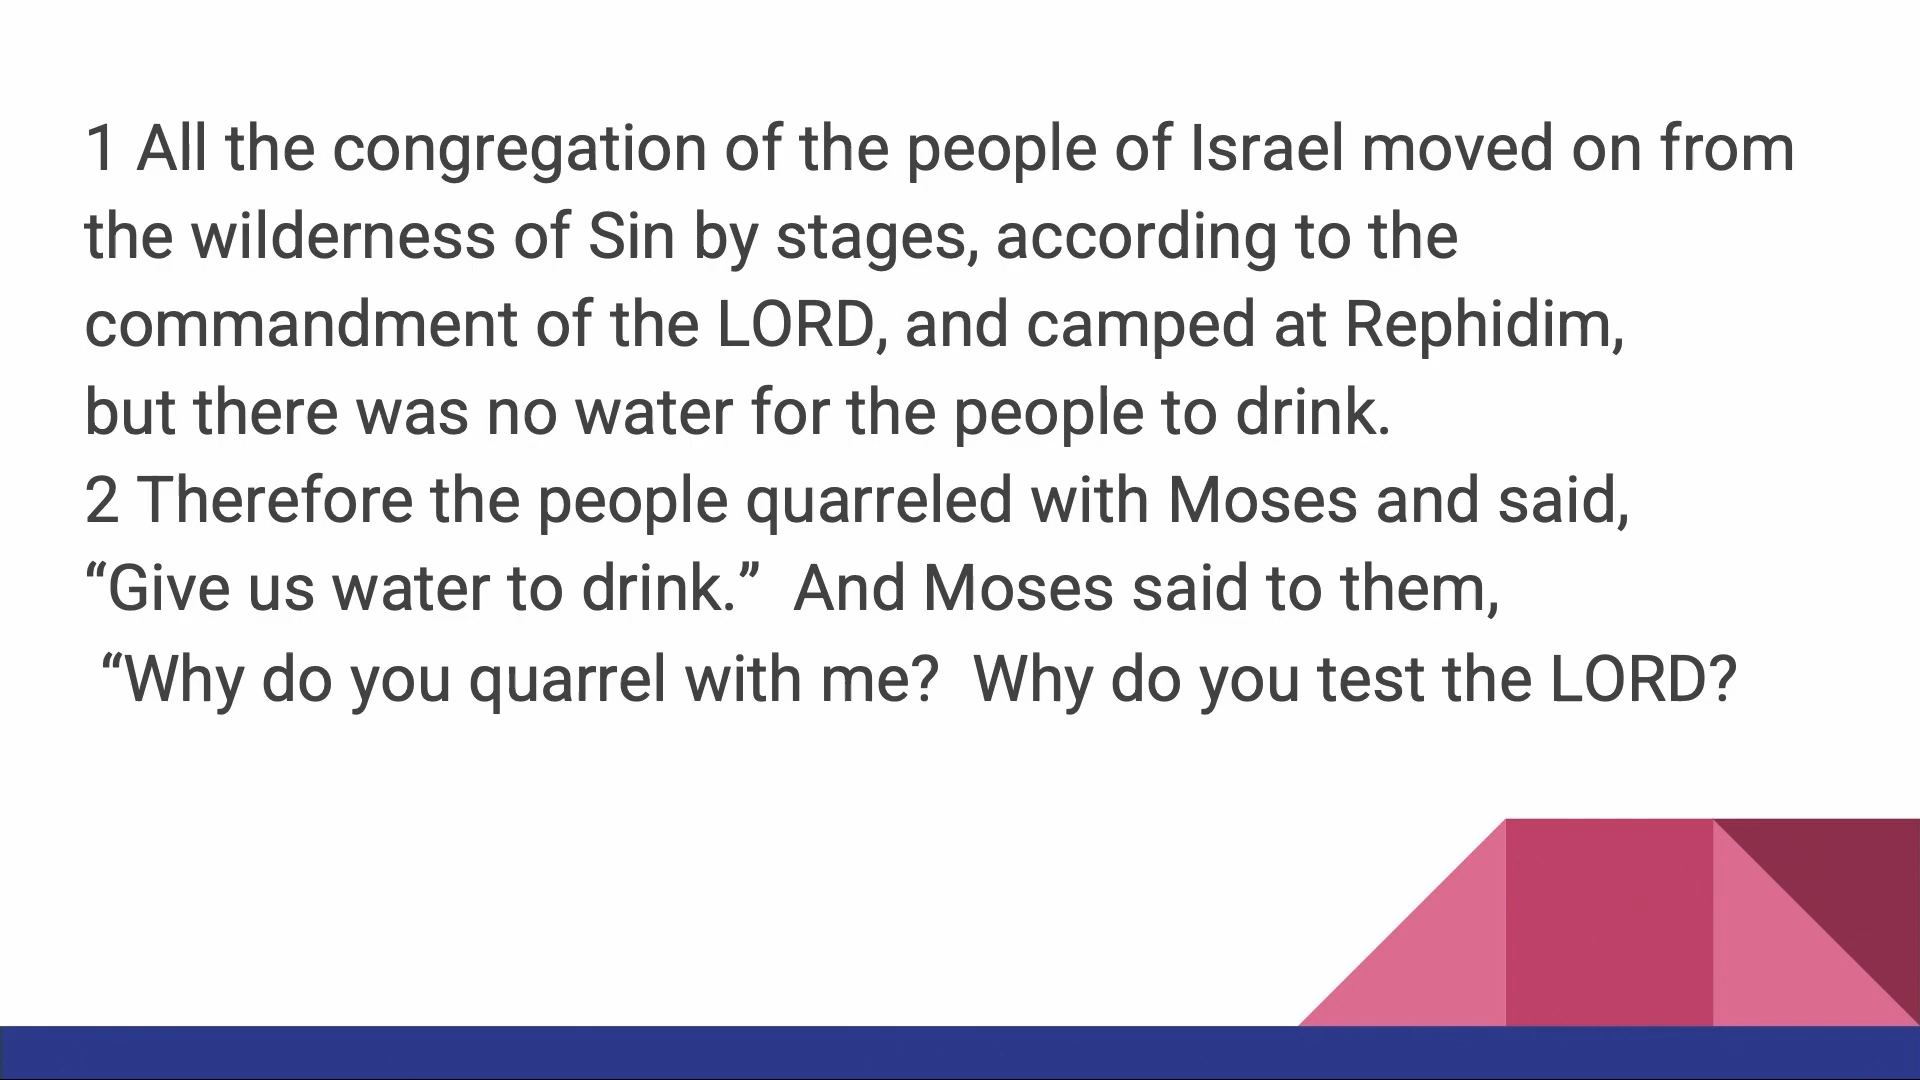 1 All the congregation of the people of Israel moved on from
the wilderness of Sin by stages, according to the
commandment of the LORD, and camped at Rephidim,
but there was no water for the people to drink.
2 Therefore the people quarreled with Moses and said,
“Give us water to drink.”  And Moses said to them,
“Why do you quarrel with me?  Why do you test the LORD?